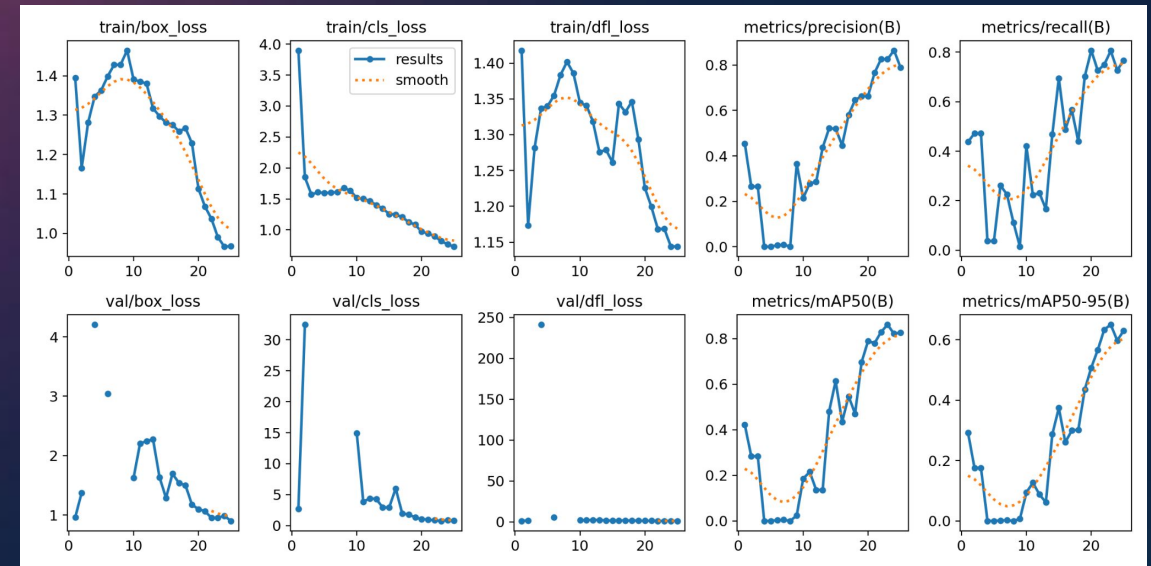 train/box_loss
train/cls_loss
train/dfl_loss
metrics/precision(B)
metrics/recall(B)
1.4
1.3
1.2
1.1
1.0
0 10 20
4.0
3.5
3.0
2.5
2.0
1.5
1.0
0 10 20
results
smooth
1.40
1.35
1.30
1.25
1.20
1.15
0 10 20
0.8
0.6
0.4
0.2
0.0
0 10 20
0.8
0.6
0.4
0.2
0.0
0 10 20
val/box_loss
val/cls_loss
val/dfl_loss
metrics/mAP50(B)
metrics/mAP50-95(B)
4
3
2
1
0 10 20
30
25
20
15
10
5
0
0 10 20
250
200
150
100
50
0
0 10 20
0.8
0.6
0.4
0.2
0.0
0 10 20
0.6
0.4
0.2
0.0
0 10 20